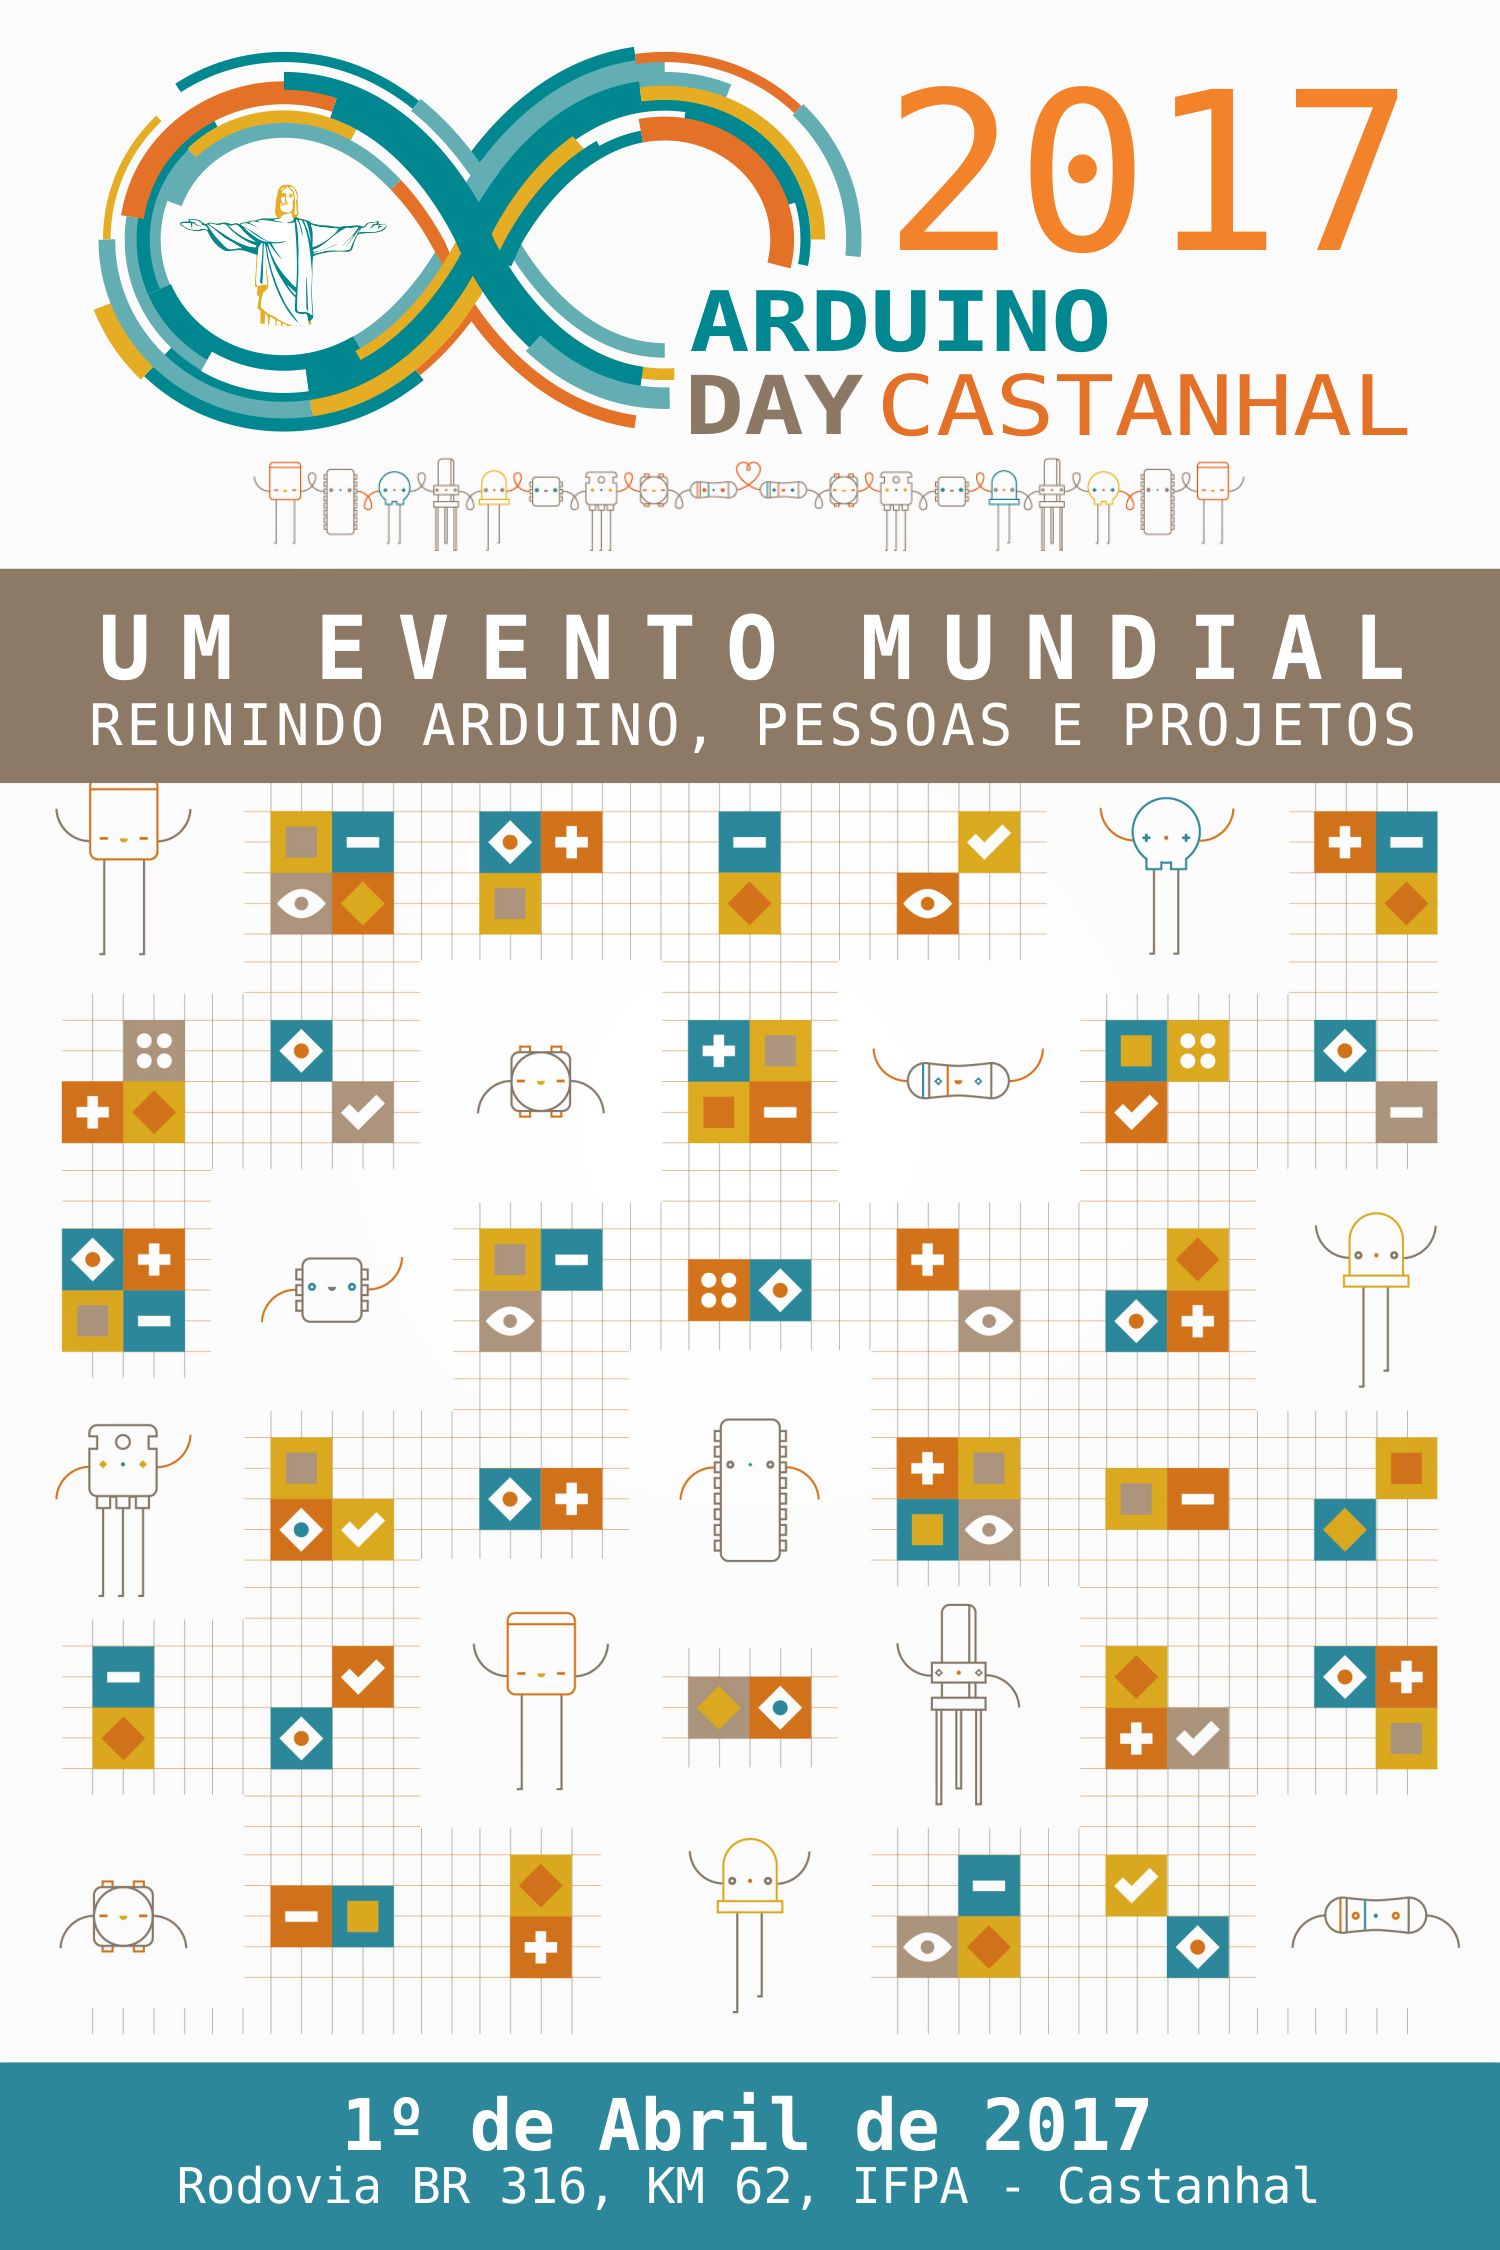 2017
ARDUINO
DAY CASTANHAL
UM EVENTO MUNDIAL
REUNINDO ARDUINO, PESSOAS E PROJETOS
1º de Abril de 2017
Rodovia BR 316, KM 62, IFPA - Castanhal